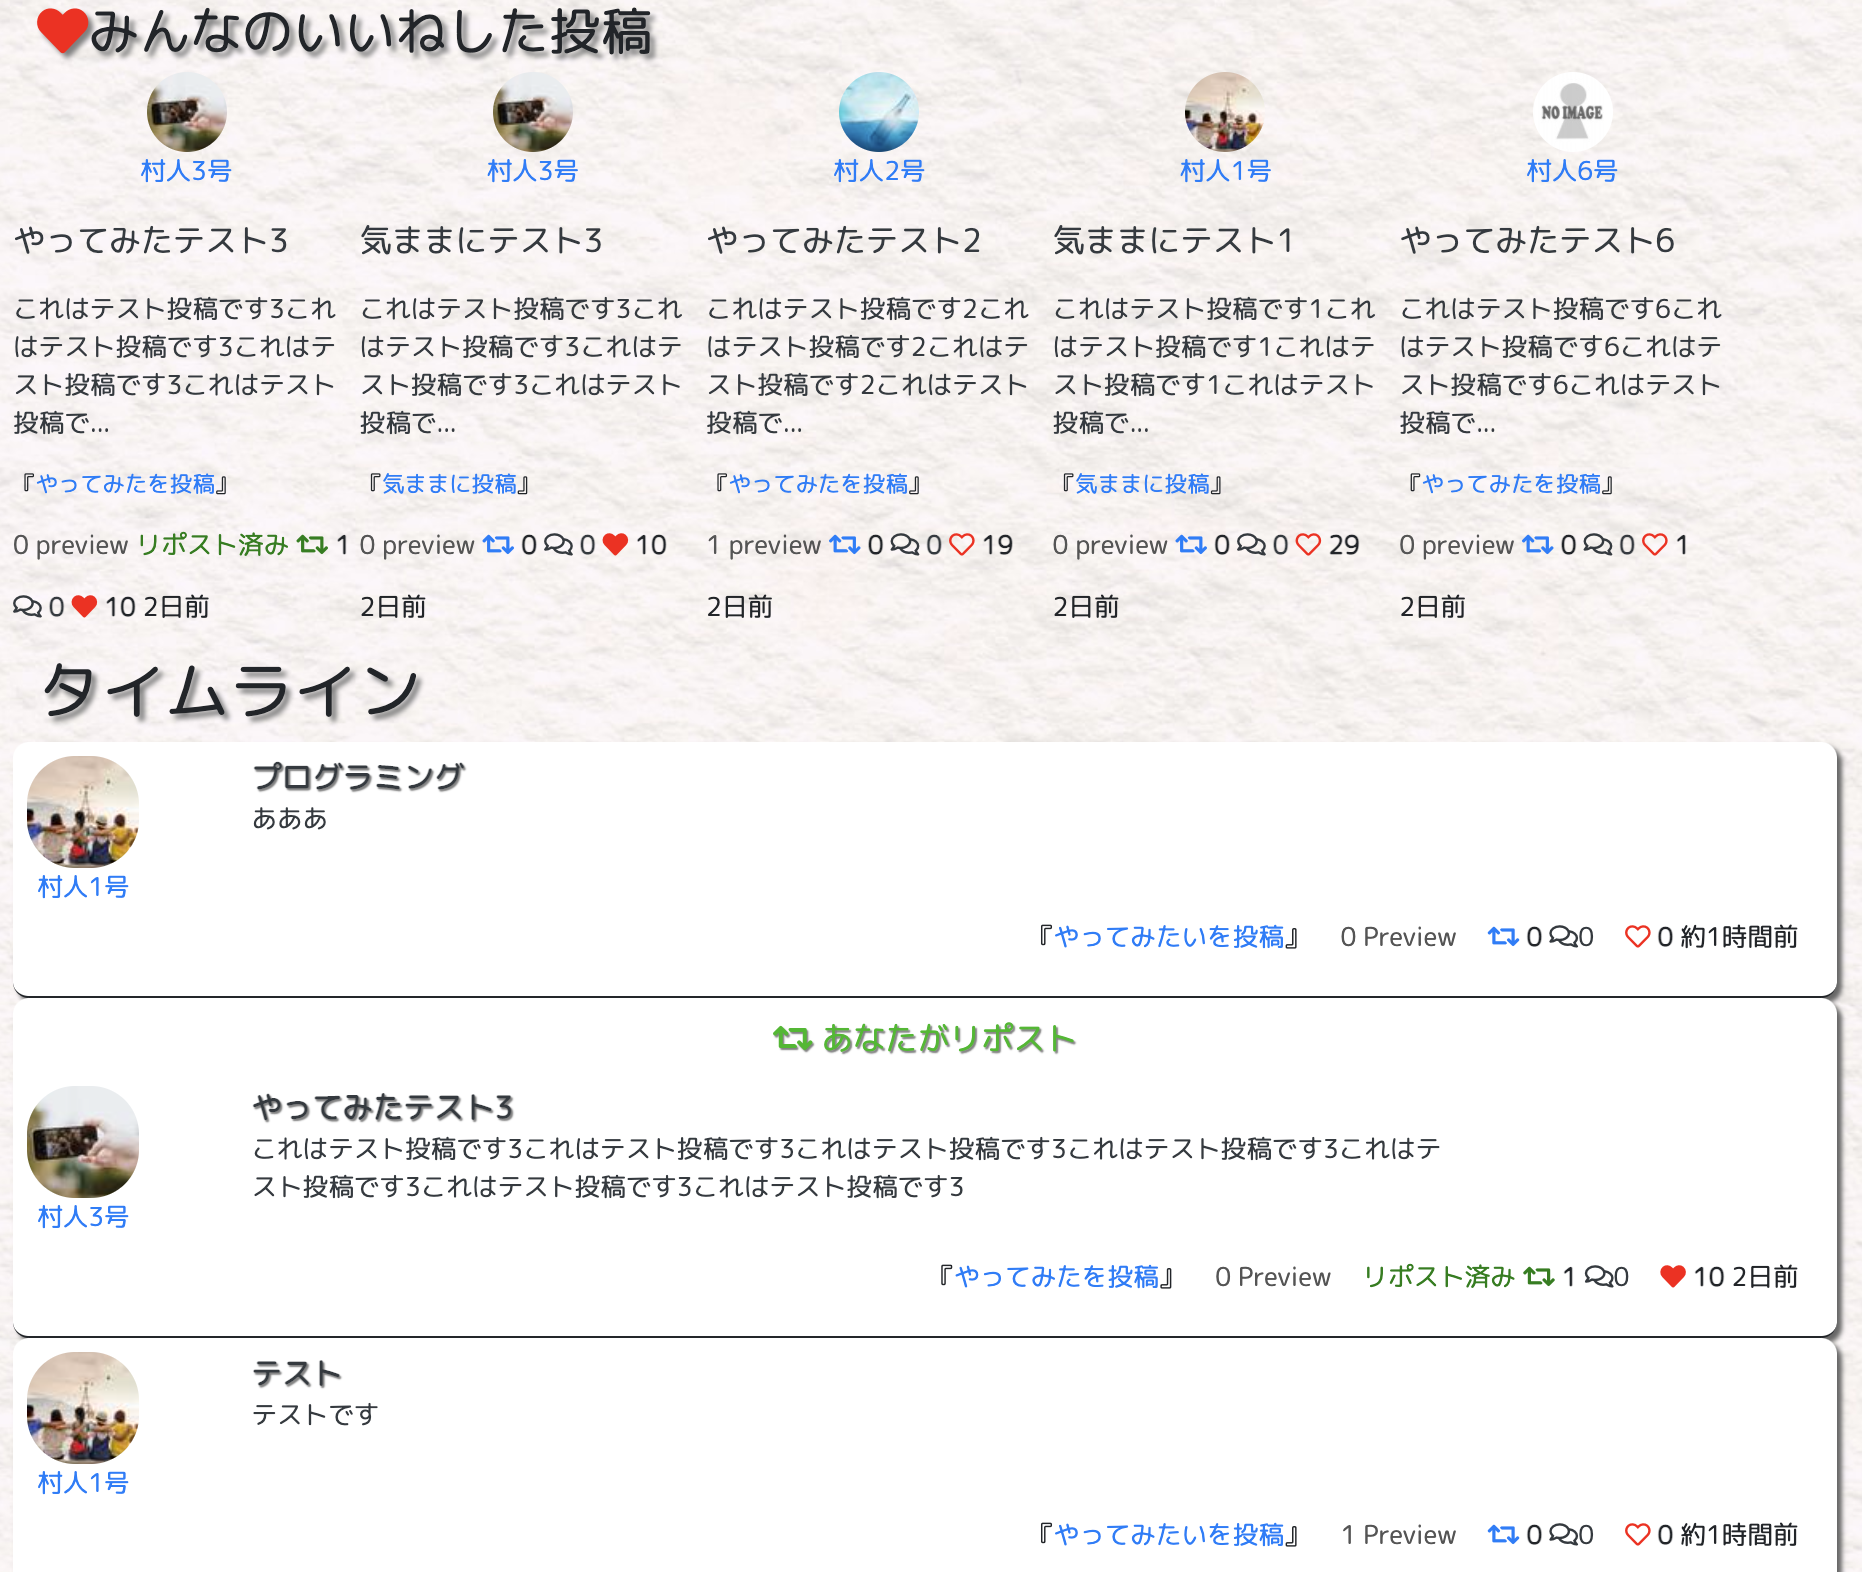 みんなのいいねした投稿
村人3号
やってみたテスト3
これはテスト投稿です3これ
はテスト投稿です3これはテ
スト投稿です3これはテスト
投稿で...
『やってみたを投稿』
0 preview リポスト済み 1
0 10 2日前
村人3号
気ままにテスト3
これはテスト投稿です3これ
はテスト投稿です3これはテ
スト投稿です3これはテスト
投稿で...
『気ままに投稿』
0 preview 0 0 10
2日前
村人2号
やってみたテスト2
これはテスト投稿です2これ
はテスト投稿です2これはテ
スト投稿です2これはテスト
投稿で...
『やってみたを投稿』
1 preview 0 0 19
2日前
村人1号
気ままにテスト1
これはテスト投稿です1これ
はテスト投稿です1これはテ
スト投稿です1これはテスト
投稿で...
『気ままに投稿』
0 preview 0 0 29
2日前
NO IMAGE
村人6号
やってみたテスト6
これはテスト投稿です6これ
はテスト投稿です6これはテ
スト投稿です6これはテスト
投稿で...
『やってみたを投稿』
0 preview 0 0 1
2日前
タイムライン
村人1号
プログラミング
あああ
『やってみたいを投稿』 0 Preview 0 0 0 約1時間前
あなたがリポスト
村人3号
やってみたテスト3
これはテスト投稿です3これはテスト投稿です3これはテスト投稿です3これはテスト投稿です3これはテ
スト投稿です3これはテスト投稿です3これはテスト投稿です3
『やってみたを投稿』 0 Preview リポスト済み 1 0 10 2日前
村人1号
テスト
テストです
『やってみたいを投稿』 1 Preview 0 0 0 約1時間前